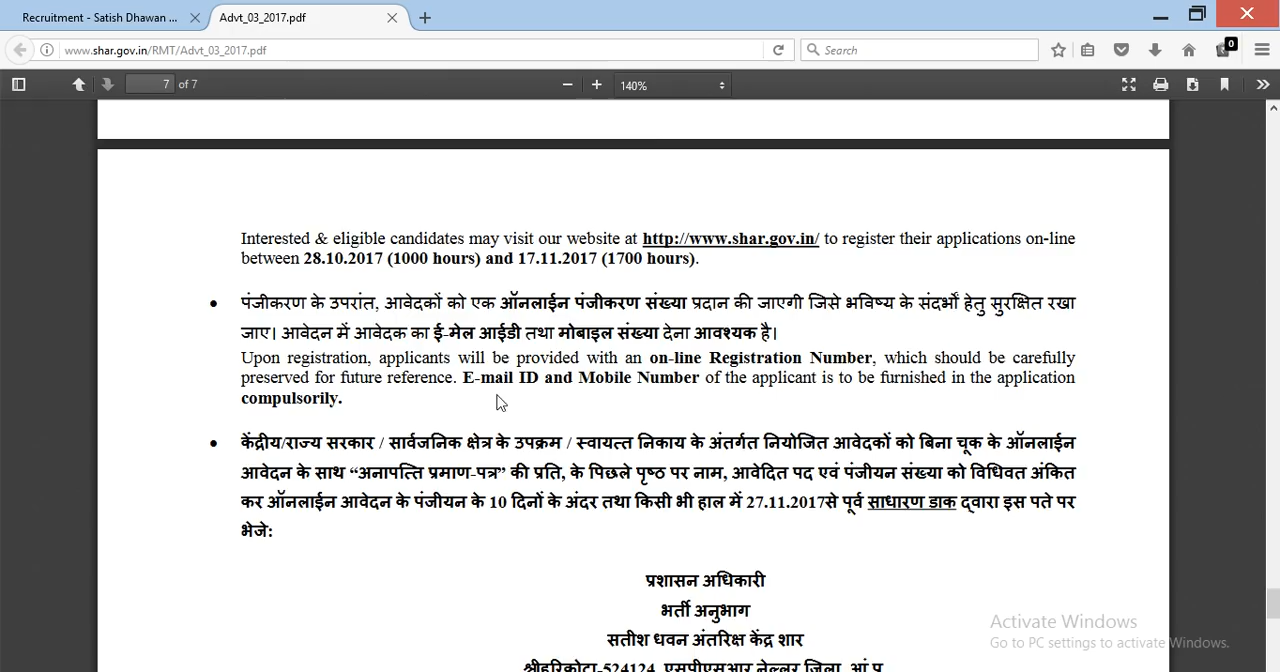 Recruitment - Satish Dhawan ...
Advt_03_2017.pdf
www.shar.gov.in/RMT/Advt_03_2017.pdf
Search
0
7 of 7
140%
Interested & eligible candidates may visit our website at http://www.shar.gov.in/ to register their applications on-line
between 28.10.2017 (1000 hours) and 17.11.2017 (1700 hours).
• पंजीकरण के उपरांत, आवेदकों को एक ऑनलाईन पंजीकरण संख्या प्रदान की जाएगी जिसे भविष्य के संदर्भों हेतु सुरक्षित रखा
जाए। आवेदन में आवेदक का ई-मेल आईडी तथा मोबाइल संख्या देना आवश्यक है।
Upon registration, applicants will be provided with an on-line Registration Number, which should be carefully
preserved for future reference. E-mail ID and Mobile Number of the applicant is to be furnished in the application
compulsorily.
• केंद्रीय/राज्य सरकार / सार्वजनिक क्षेत्र के उपक्रम / स्वायत्त निकाय के अंतर्गत नियोजित आवेदकों को बिना चूक के ऑनलाईन
आवेदन के साथ “अनापत्ति प्रमाण-पत्र” की प्रति, के पिछले पृष्ठ पर नाम, आवेदित पद एवं पंजीयन संख्या को विधिवत अंकित
कर ऑनलाईन आवेदन के पंजीयन के 10 दिनों के अंदर तथा किसी भी हाल में 27.11.2017से पूर्व साधारण डाक द्वारा इस पते पर
भेजे:
प्रशासन अधिकारी
भर्ती अनुभाग
सतीश धवन अंतरिक्ष केंद्र शार
श्रीहरिकोटा-524124, एसपीएसआर नेल्लूर जिला, आं.प्र.
Activate Windows
Go to PC settings to activate Windows.